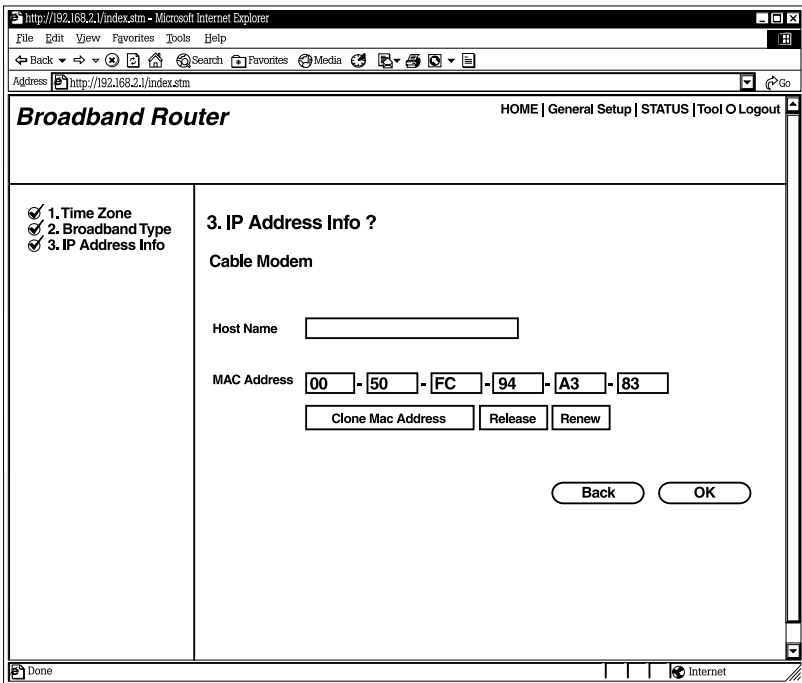 http://192.168.2.1/index.stm - Microsoft Internet Explorer
File Edit View Favorites Tools Help
Back Search Favorites Media
Address http://192.168.2.1/index.stm Go
Broadband Router
HOME | General Setup | STATUS | Tool O Logout
1. Time Zone
2. Broadband Type
3. IP Address Info
3. IP Address Info ?
Cable Modem
Host Name
MAC Address 00 - 50 - FC - 94 - A3 - 83
Clone Mac Address Release Renew
Back OK
Done Internet